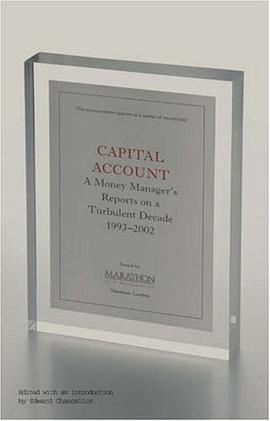 This announcement appears as a matter of record only
CAPITAL
ACCOUNT
A Money Manager's
Reports on a
Turbulent Decade
1993–2002
Issued by
MARATHON
Marathon · London
Edited with an introduction
by Edward Chancellor